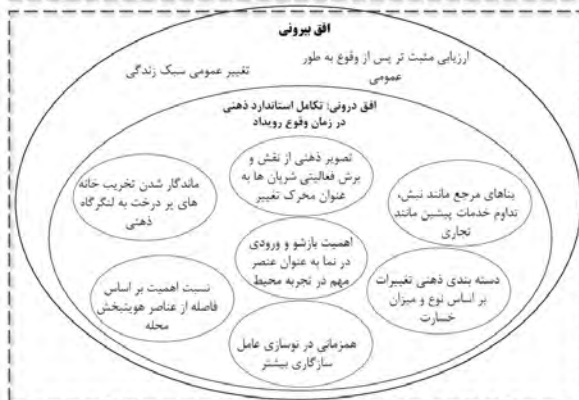 افق بیرونی
ارزیابی مثبت تر پس از وقوع به طور
عمومی
تغییر عمومی سبک زندگی
افق درونی: تکامل استاندارد ذهنی
در زمان وقوع رویداد
تصویر ذهنی از نقش و
برش فعالیتی شریان ها به
عنوان محرک تغییر
بناهای مرجع مانند نبش،
تداوم خدمات پیشین مانند
تجاری
ماندگار شدن تخریب خانه
های پر درخت به لنگرگاه
ذهنی
اهمیت بازشو و ورودی
در نما به عنوان عنصر
مهم در تجربه محیط
دسته بندی ذهنی تغییرات
بر اساس نوع و میزان
خسارت
نسبت اهمیت بر اساس
فاصله از عناصر هویتبخش
محله
همزمانی در نوسازی عامل
سازگاری بیشتر